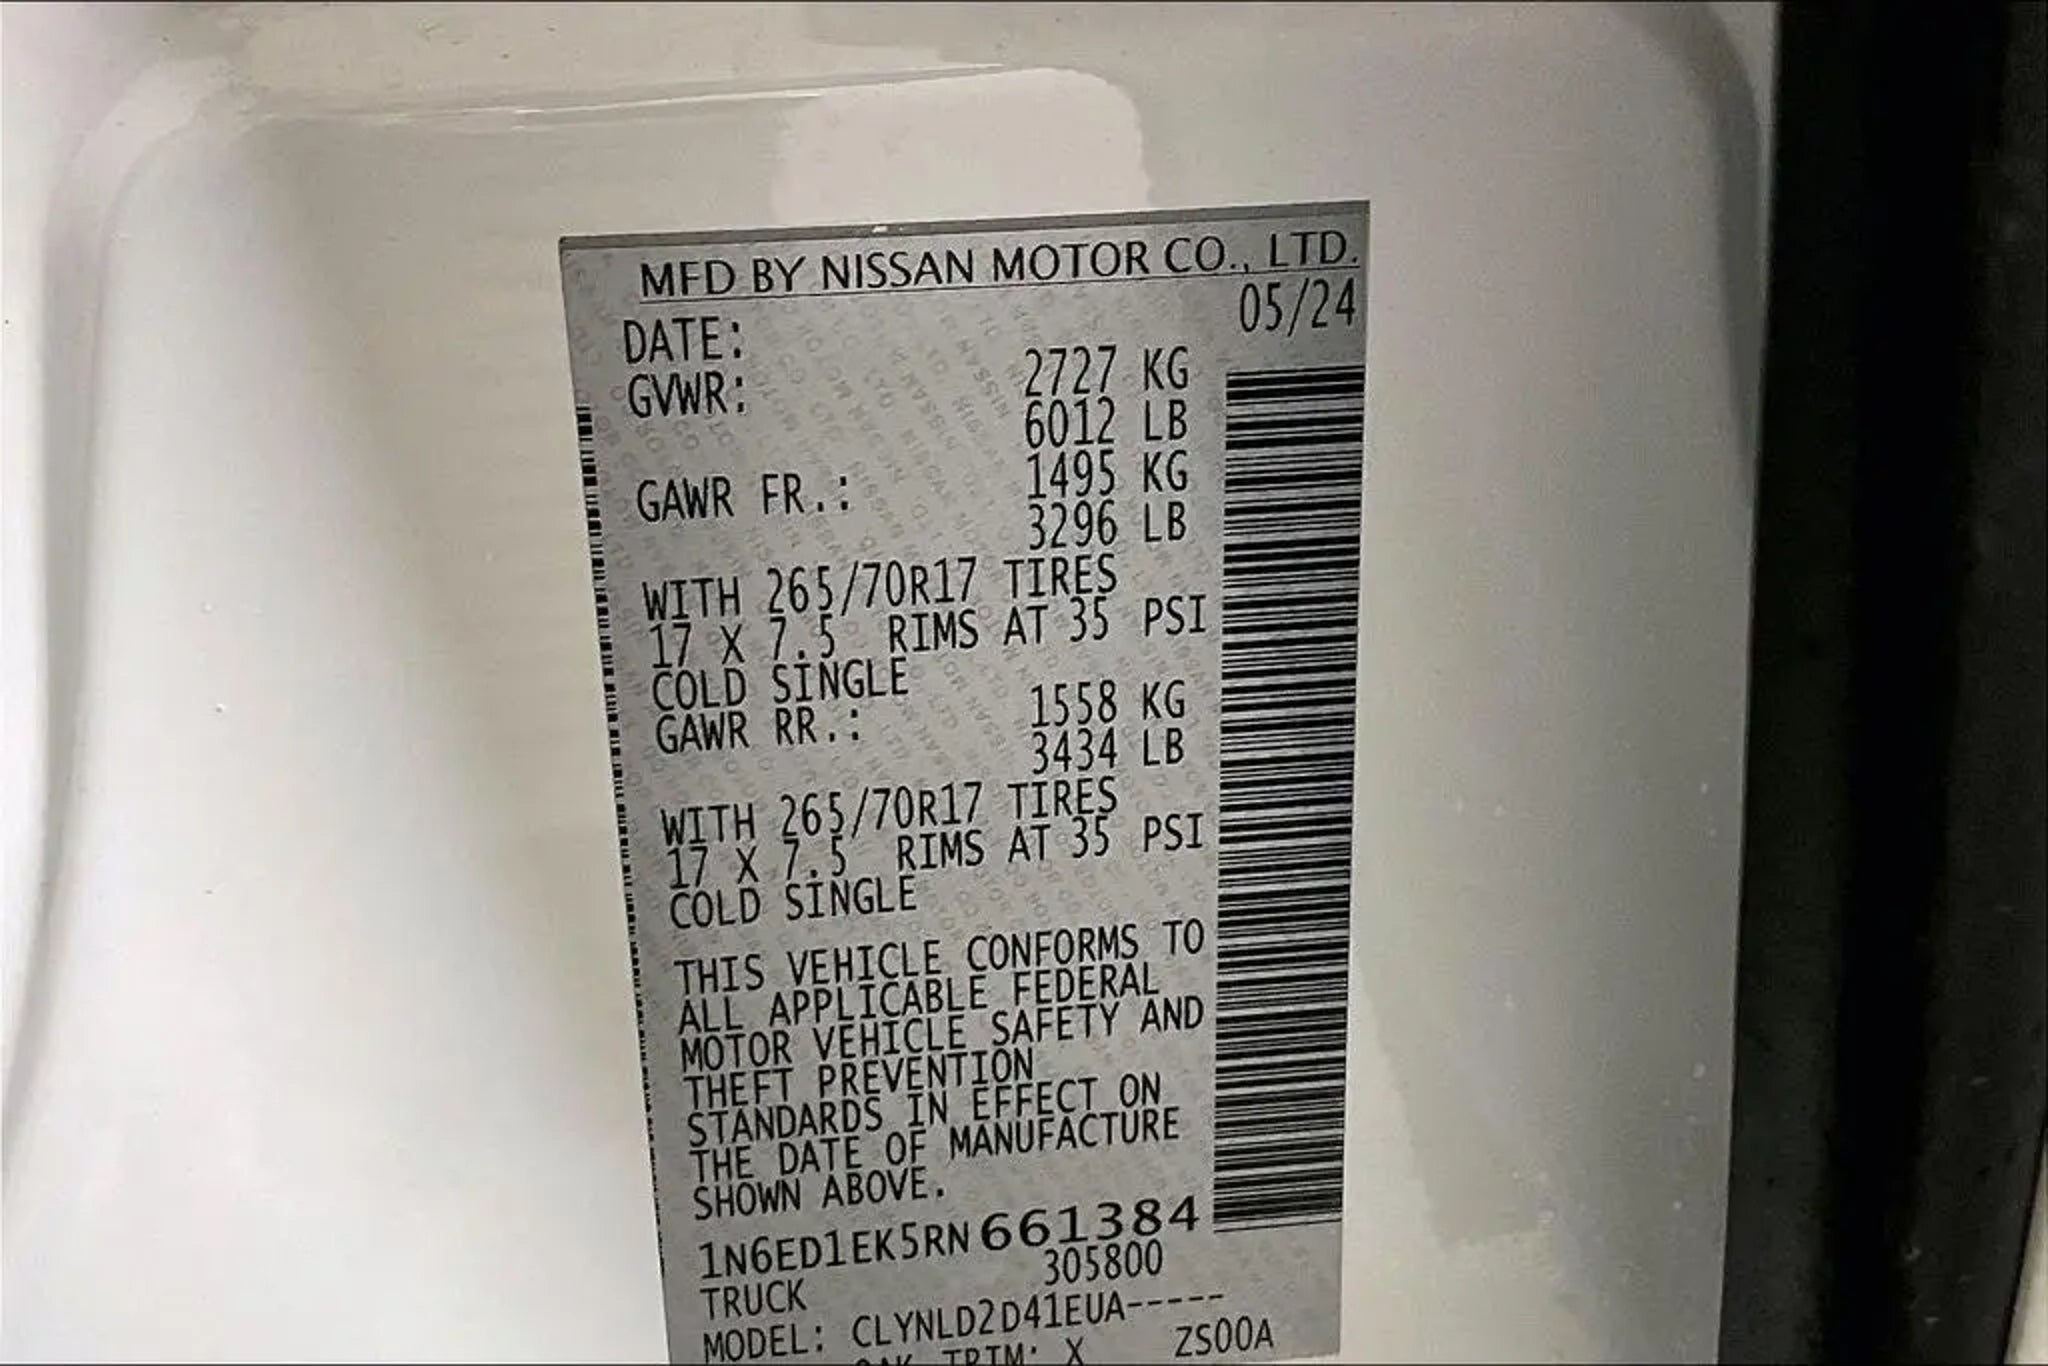 MFD BY NISSAN MOTOR CO., LTD.
DATE: 05/24
GVWR: 2727 KG
6012 LB
GAWR FR.: 1495 KG
3296 LB
WITH 265/70R17 TIRES
17 X 7.5 RIMS AT 35 PSI
COLD SINGLE
GAWR RR.: 1558 KG
3434 LB
WITH 265/70R17 TIRES
17 X 7.5 RIMS AT 35 PSI
COLD SINGLE
THIS VEHICLE CONFORMS TO
ALL APPLICABLE FEDERAL
MOTOR VEHICLE SAFETY AND
THEFT PREVENTION
STANDARDS IN EFFECT ON
THE DATE OF MANUFACTURE
SHOWN ABOVE.
1N6ED1EK5RN661384
TRUCK 305800
MODEL: CLYNLD2D41EUA-----
TRIM: X ZS00A